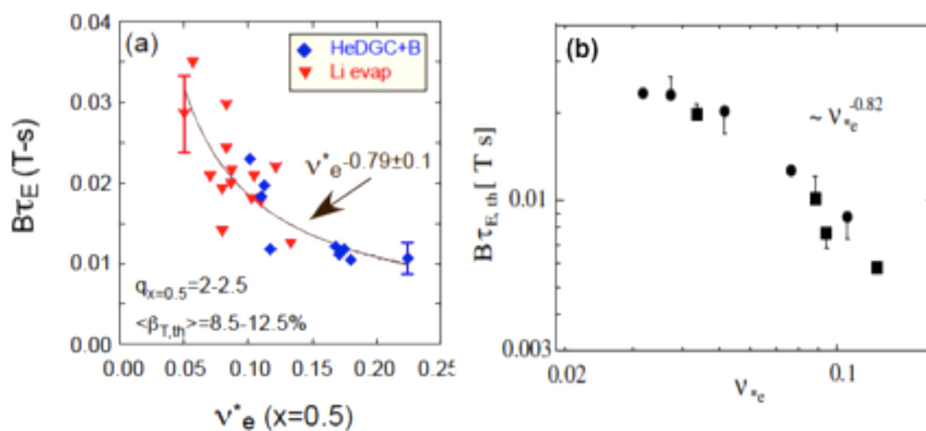 (a)
HeDGC+B
Li evap
ν*e^-0.79±0.1
q_x=0.5=2-2.5
<β_T,th>=8.5-12.5%
BτE (T-s)
0.04
0.03
0.02
0.01
0.00
0.00 0.05 0.10 0.15 0.20 0.25
ν*e (x=0.5)
(b)
~ ν*e^-0.82
BτE, th [ T s]
0.01
0.003
0.02 0.1
ν*e